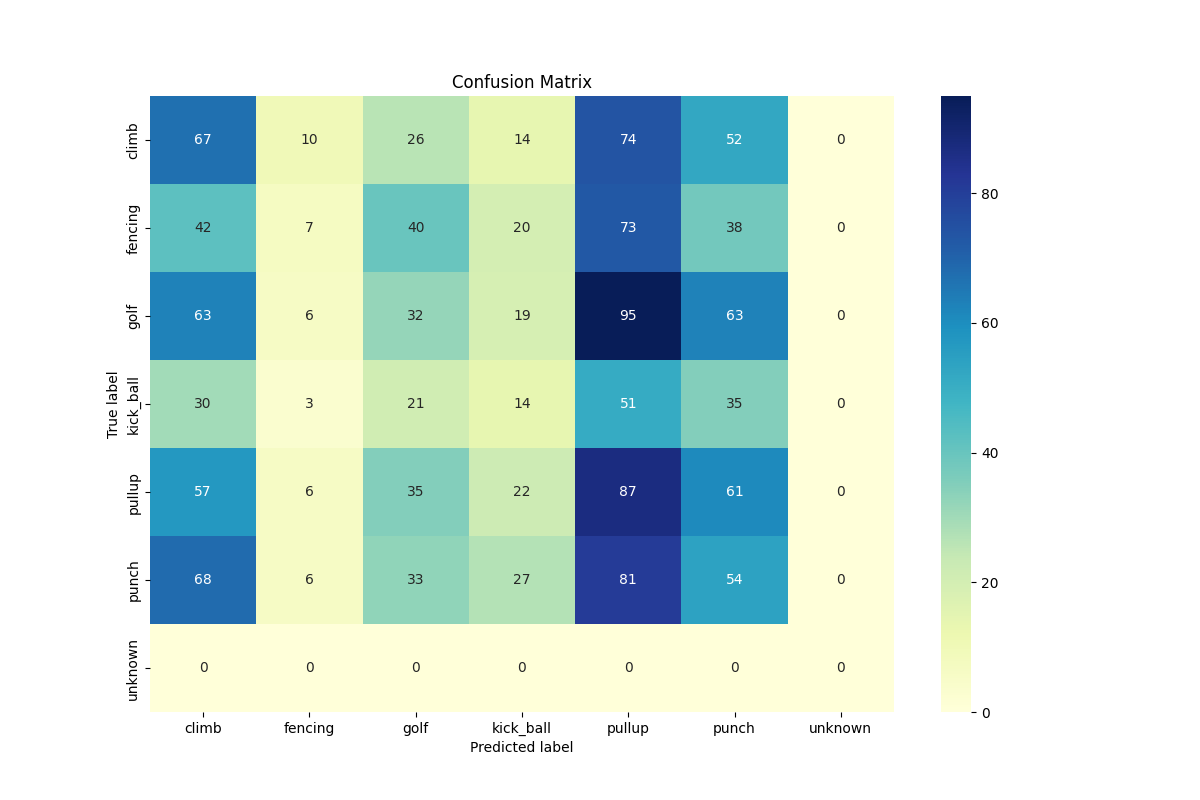 Confusion Matrix
climb 67 10 26 14 74 52 0
fencing 42 7 40 20 73 38 0
golf 63 6 32 19 95 63 0
kick_ball 30 3 21 14 51 35 0
pullup 57 6 35 22 87 61 0
punch 68 6 33 27 81 54 0
unknown 0 0 0 0 0 0 0
True label
climb fencing golf kick_ball pullup punch unknown
Predicted label
80
60
40
20
0